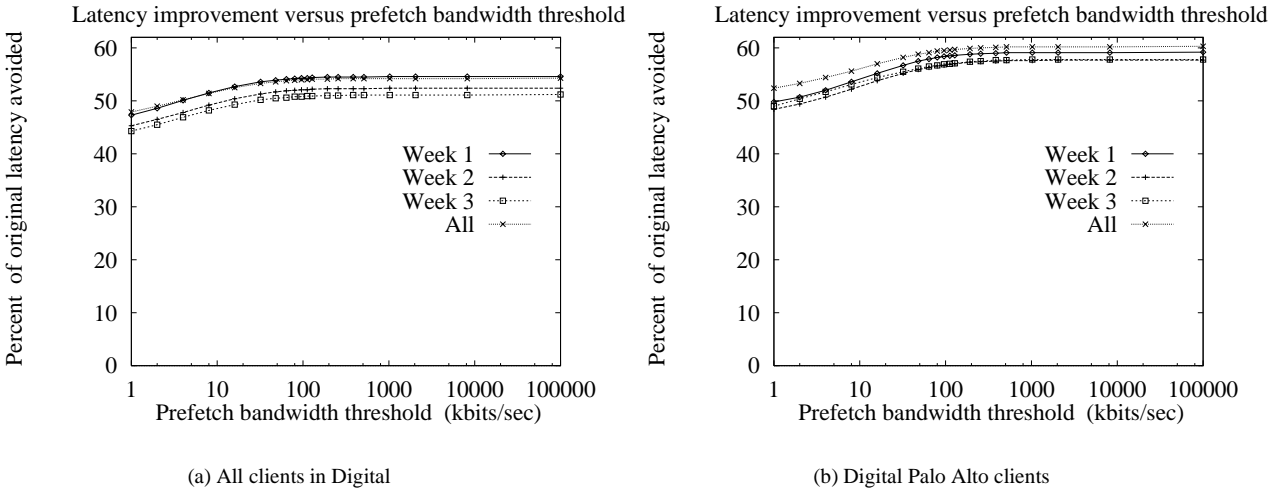 Latency improvement versus prefetch bandwidth threshold
Percent of original latency avoided
60
50
40
30
20
10
0
Week 1
Week 2
Week 3
All
1 10 100 1000 10000 100000
Prefetch bandwidth threshold (kbits/sec)
(a) All clients in Digital
Latency improvement versus prefetch bandwidth threshold
Percent of original latency avoided
60
50
40
30
20
10
0
Week 1
Week 2
Week 3
All
1 10 100 1000 10000 100000
Prefetch bandwidth threshold (kbits/sec)
(b) Digital Palo Alto clients